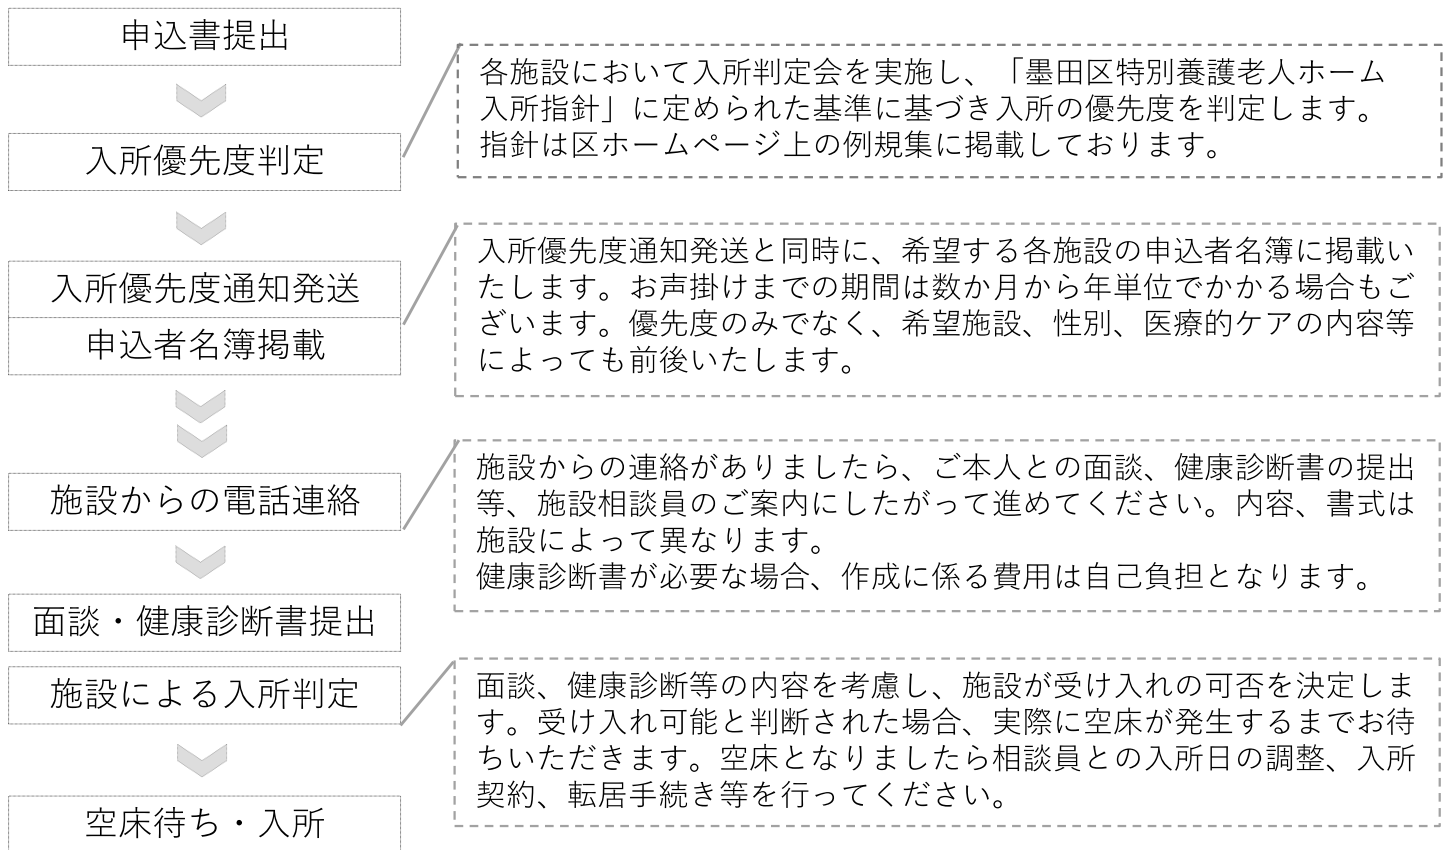 申込書提出
入所優先度判定
各施設において入所判定会を実施し、「墨田区特別養護老人ホーム
入所指針」に定められた基準に基づき入所の優先度を判定します。
指針は区ホームページ上の例規集に掲載しております。
入所優先度通知発送
申込者名簿掲載
入所優先度通知発送と同時に、希望する各施設の申込者名簿に掲載い
たします。お声掛けまでの期間は数か月から年単位でかかる場合もご
ざいます。優先度のみでなく、希望施設、性別、医療的ケアの内容等
によっても前後いたします。
施設からの電話連絡
施設からの連絡がありましたら、ご本人との面談、健康診断書の提出
等、施設相談員のご案内にしたがって進めてください。内容、書式は
施設によって異なります。
健康診断書が必要な場合、作成に係る費用は自己負担となります。
面談・健康診断書提出
施設による入所判定
面談、健康診断等の内容を考慮し、施設が受け入れの可否を決定しま
す。受け入れ可能と判断された場合、実際に空床が発生するまでお待
ちいただきます。空床となりましたら相談員との入所日の調整、入所
契約、転居手続き等を行ってください。
空床待ち・入所